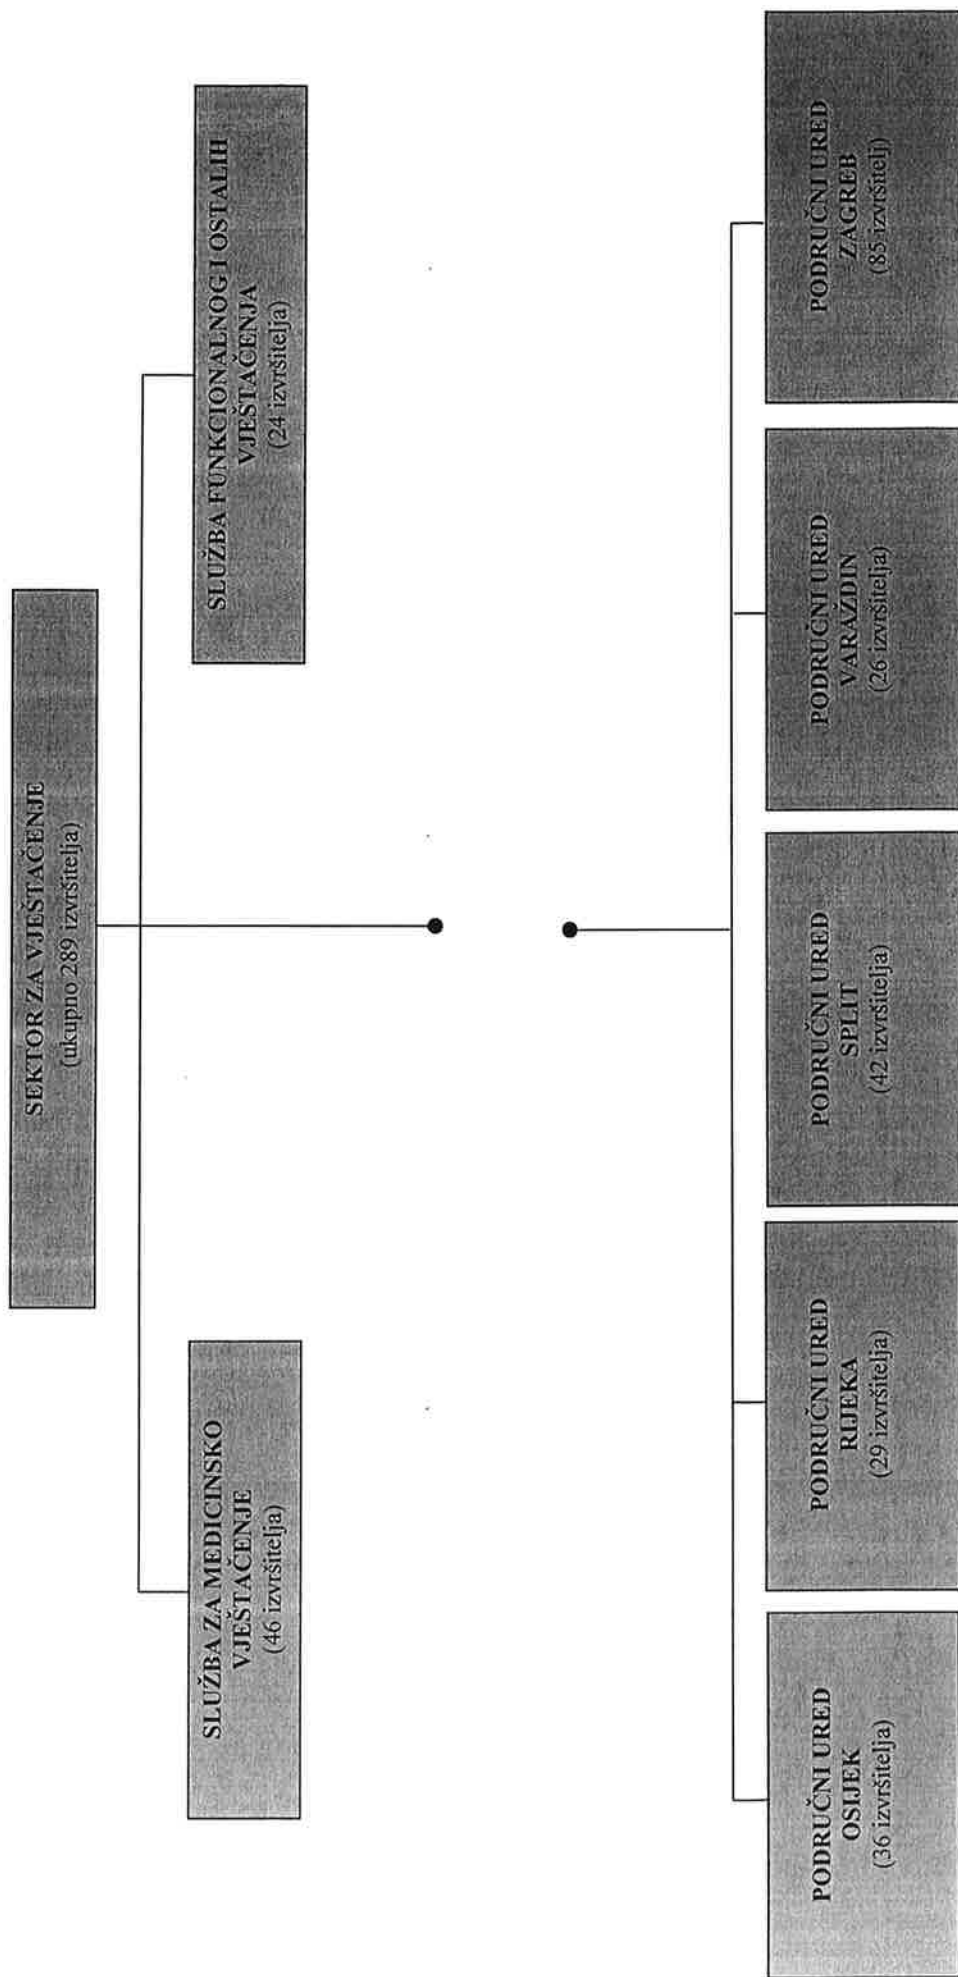 SEKTOR ZA VJEŠTAČENJE
(ukupno 289 izvršitelja)
SLUŽBA ZA MEDICINSKO
VJEŠTAČENJE
(46 izvršitelja)
SLUŽBA FUNKCIONALNOG I OSTALIH
VJEŠTAČENJA
(24 izvršitelja)
PODRUČNI URED
OSIJEK
(36 izvršitelja)
PODRUČNI URED
RIJEKA
(29 izvršitelja)
PODRUČNI URED
SPLIT
(42 izvršitelja)
PODRUČNI URED
VARAŽDIN
(26 izvršitelja)
PODRUČNI URED
ZAGREB
(85 izvršitelj)